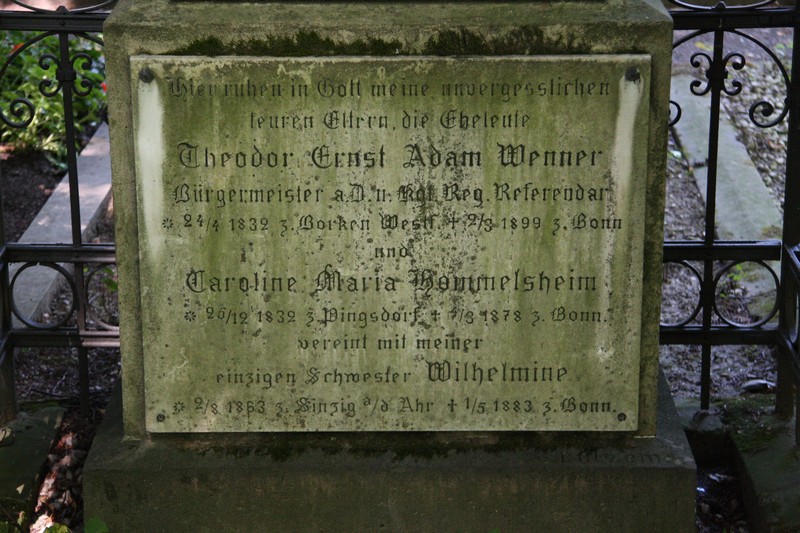 Hier ruhen in Gott meine unvergesslichen
teuren Eltern, die Eheleute
Theodor Ernst Adam Wenner
Bürgermeister a.D. u. Kgl. Reg. Referendar
* 24/4 1832 z. Borken Westf. + 2/3 1899 z. Bonn
und
Caroline Maria Hommelsheim
* 26/12 1832 z. Pingsdorf + /3 1878 z. Bonn.
vereint mit meiner
einzigen Schwester Wilhelmine
* 2/8 1863 z. Sinzig a/d Ahr + 1/5 1883 z. Bonn.